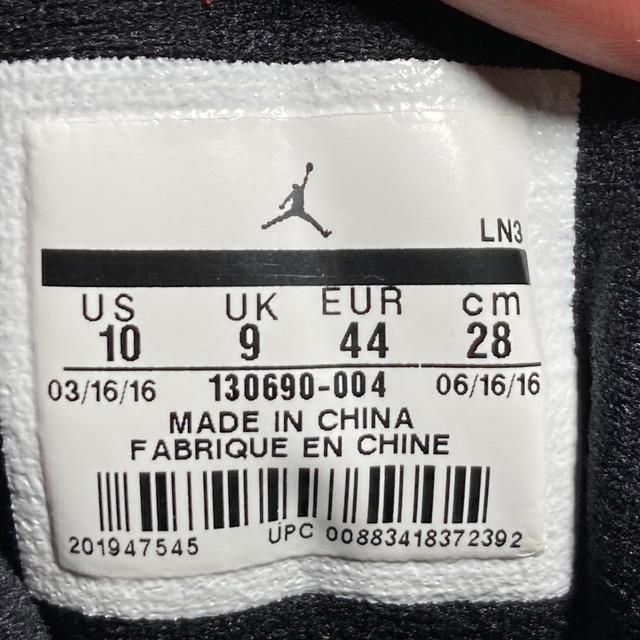 LN3
US UK EUR cm
10 9 44 28
03/16/16 130690-004 06/16/16
MADE IN CHINA
FABRIQUE EN CHINE
201947545 UPC 00883418372392